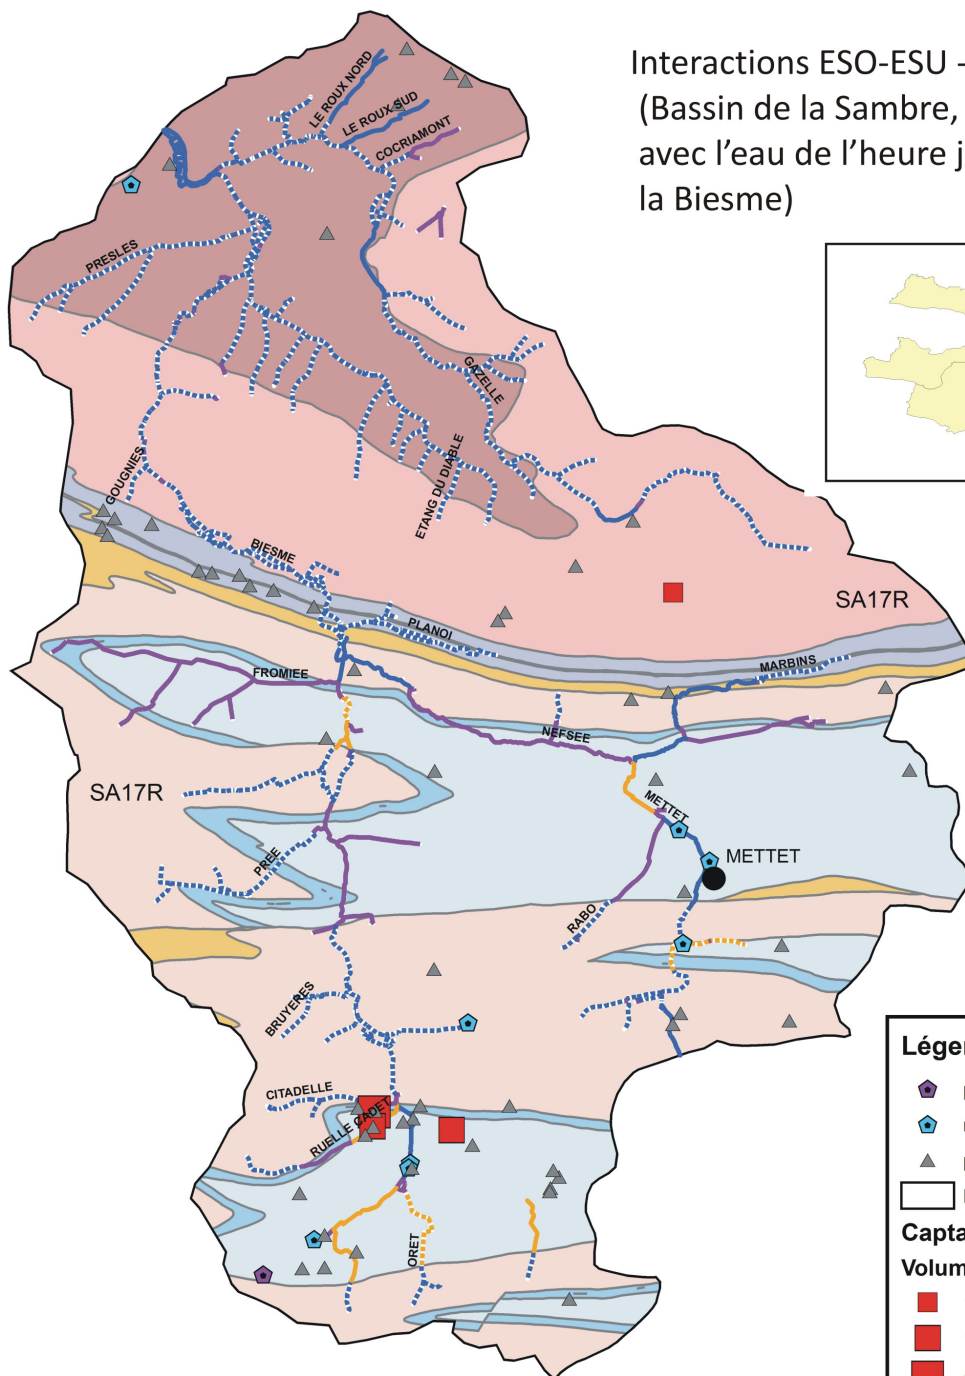 Interactions ESO-ESU -
(Bassin de la Sambre,
avec l’eau de l’heure j
la Biesme)
LE ROUX NORD
LE ROUX SUD
COCRIAMONT
PRESLES
GAZELLE
GOUGNIES
ETANG DU DIABLE
BIESME
SA17R
PLANOI
MARBINS
FROMIEE
NEFSEE
SA17R
METTET
METTET
PREE
RABO
BRUYERES
CITADELLE
RUELLE CADET
ORET
Lége
Capta
Volum